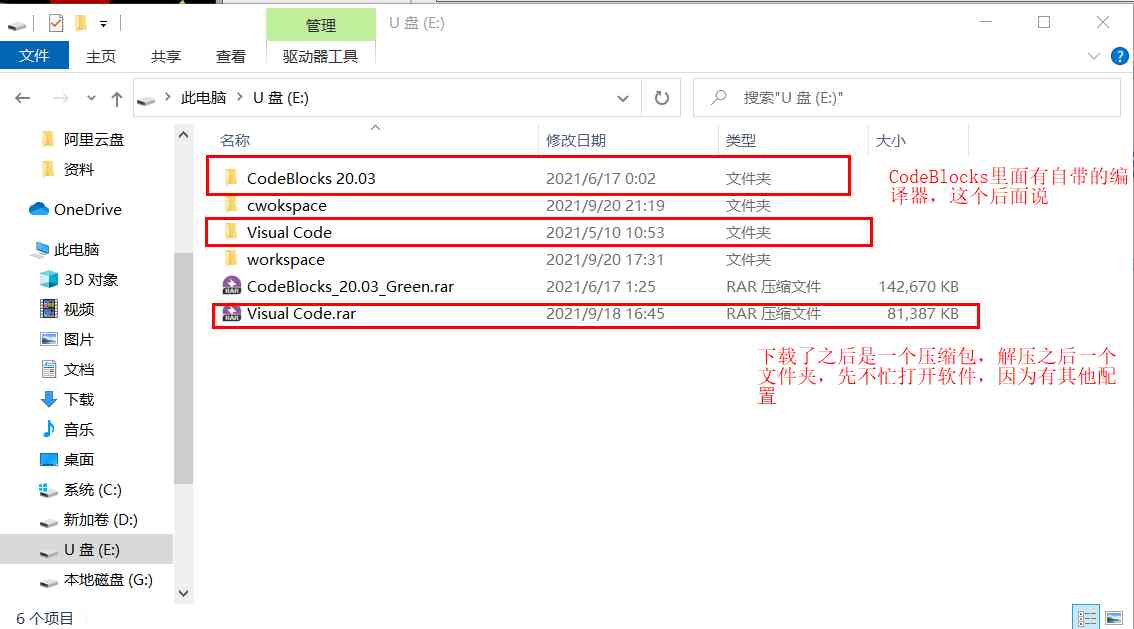 管理
U 盘 (E:)
文件
主页
共享
查看
驱动器工具
此电脑
U 盘 (E:)
搜索"U 盘 (E:)"
阿里云盘
资料
OneDrive
此电脑
3D 对象
视频
图片
文档
下载
音乐
桌面
系统 (C:)
新加卷 (D:)
U 盘 (E:)
本地磁盘 (G:)
名称 修改日期 类型 大小
CodeBlocks 20.03 2021/6/17 0:02 文件夹
cwokspace 2021/9/20 21:19 文件夹
Visual Code 2021/5/10 10:53 文件夹
workspace 2021/9/20 17:31 文件夹
CodeBlocks_20.03_Green.rar 2021/6/17 1:25 RAR 压缩文件 142,670 KB
Visual Code.rar 2021/9/18 16:45 RAR 压缩文件 81,387 KB
CodeBlocks里面有自带的编
译器，这个后面说
下载了之后是一个压缩包，解压之后一个
文件夹，先不忙打开软件，因为有其他配
置
6 个项目